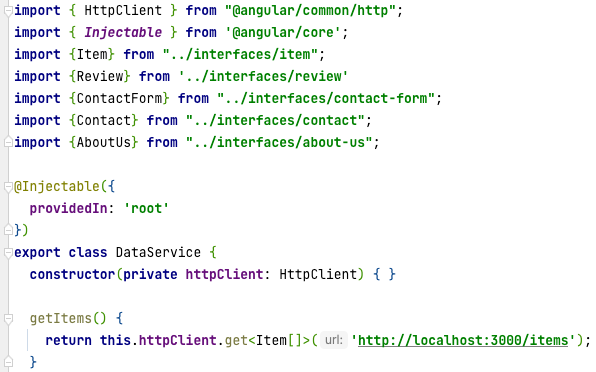 import { HttpClient } from "@angular/common/http";
import { Injectable } from '@angular/core';
import {Item} from "../interfaces/item";
import {Review} from '../interfaces/review'
import {ContactForm} from "../interfaces/contact-form";
import {Contact} from "../interfaces/contact";
import {AboutUs} from "../interfaces/about-us";
@Injectable({
providedIn: 'root'
})
export class DataService {
constructor(private httpClient: HttpClient) { }
getItems() {
return this.httpClient.get<Item[]>( url: 'http://localhost:3000/items');
}